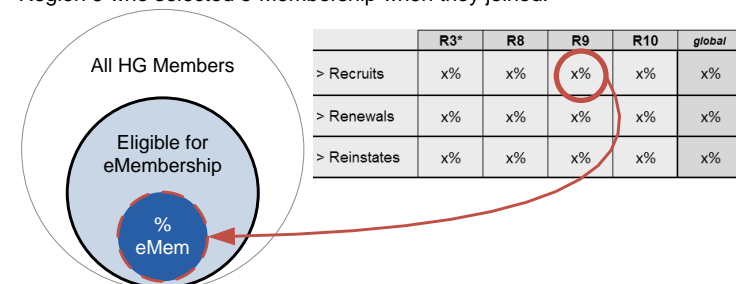 R3* R8 R9 R10 global
> Recruits x% x% x% x% x%
> Renewals x% x% x% x% x%
> Reinstates x% x% x% x% x%
All HG Members
Eligible for
eMembership
%
eMem